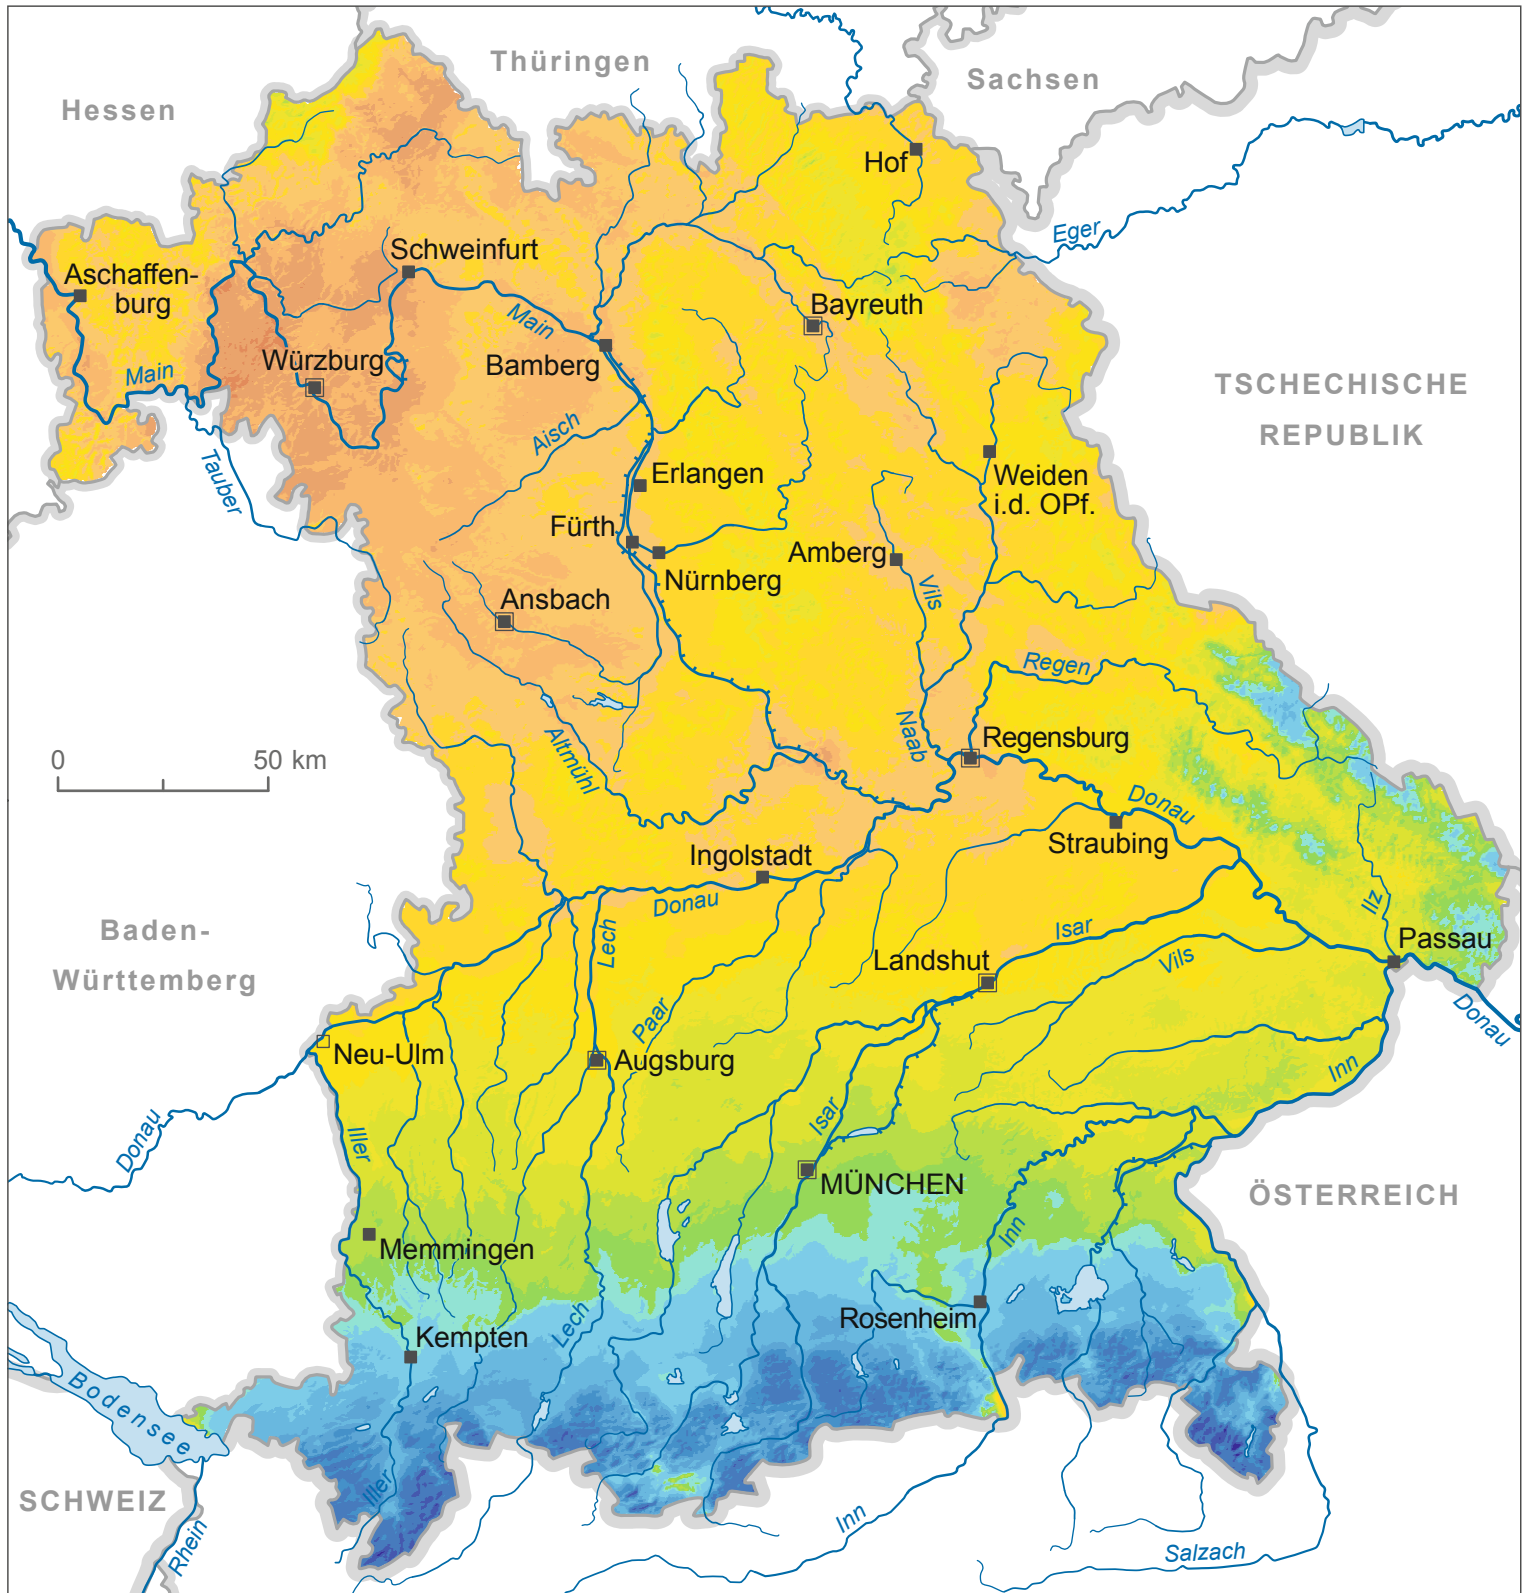 Thüringen
Sachsen
Hessen
Hof
Eger
Schweinfurt
Aschaffen-
burg
Bayreuth
Main
Bamberg
Würzburg
Main
TSCHECHISCHE
REPUBLIK
Aisch
Tauber
Erlangen
Weiden
i.d. OPf.
Fürth
Amberg
Nürnberg
Vils
Ansbach
Regen
Naab
Regensburg
Altmühl
0
50 km
Donau
Straubing
Ingolstadt
Donau
Lech
Ilz
Isar
Passau
Baden-
Württemberg
Landshut
Vils
Paar
Donau
Neu-Ulm
Augsburg
Inn
Isar
Donau
Iller
MÜNCHEN
ÖSTERREICH
Inn
Memmingen
Lech
Rosenheim
Kempten
Bodensee
SCHWEIZ
Iller
Inn
Rhein
Salzach